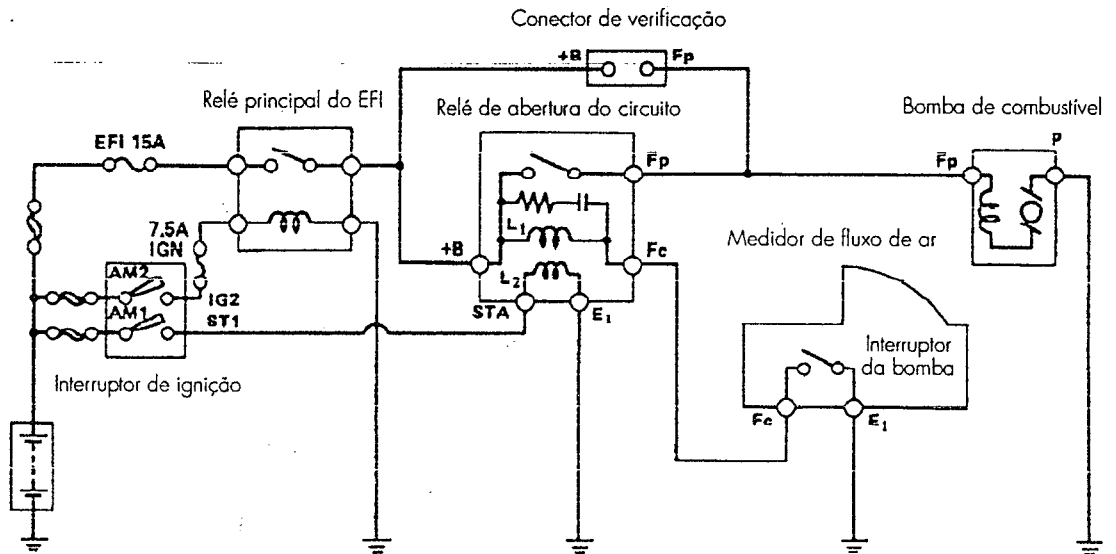 Conector de verificação
+B
Fp
Relé principal do EFI
Relé de abertura do circuito
Bomba de combustível
EFI 15A
Fp
Fp
P
7.5A
IGN
L1
+B
Fc
Medidor de fluxo de ar
L2
AM2
IG2
STA
E1
AM1
ST1
Interruptor de ignição
Interruptor
da bomba
Fc
E1